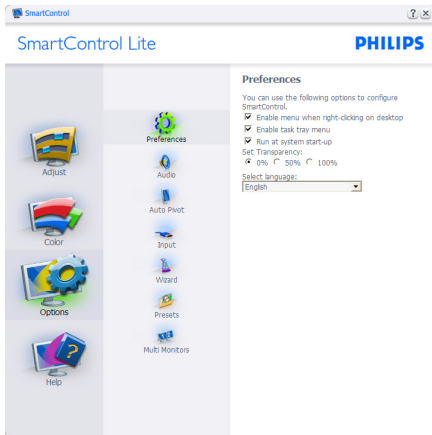 SmartControl
SmartControl Lite
PHILIPS
Adjust
Color
Options
Help
Preferences
Audio
Auto Pivot
Input
Wizard
Presets
Multi Monitors
Preferences
You can use the following options to configure
SmartControl.
Enable menu when right-clicking on desktop
Enable task tray menu
Run at system start-up
Set Transparency:
0% 50% 100%
Select language:
English